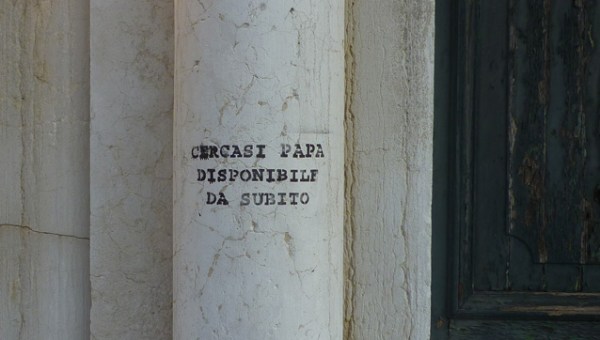 CERCASI PAPA
DISPONIBILE
DA SUBITO